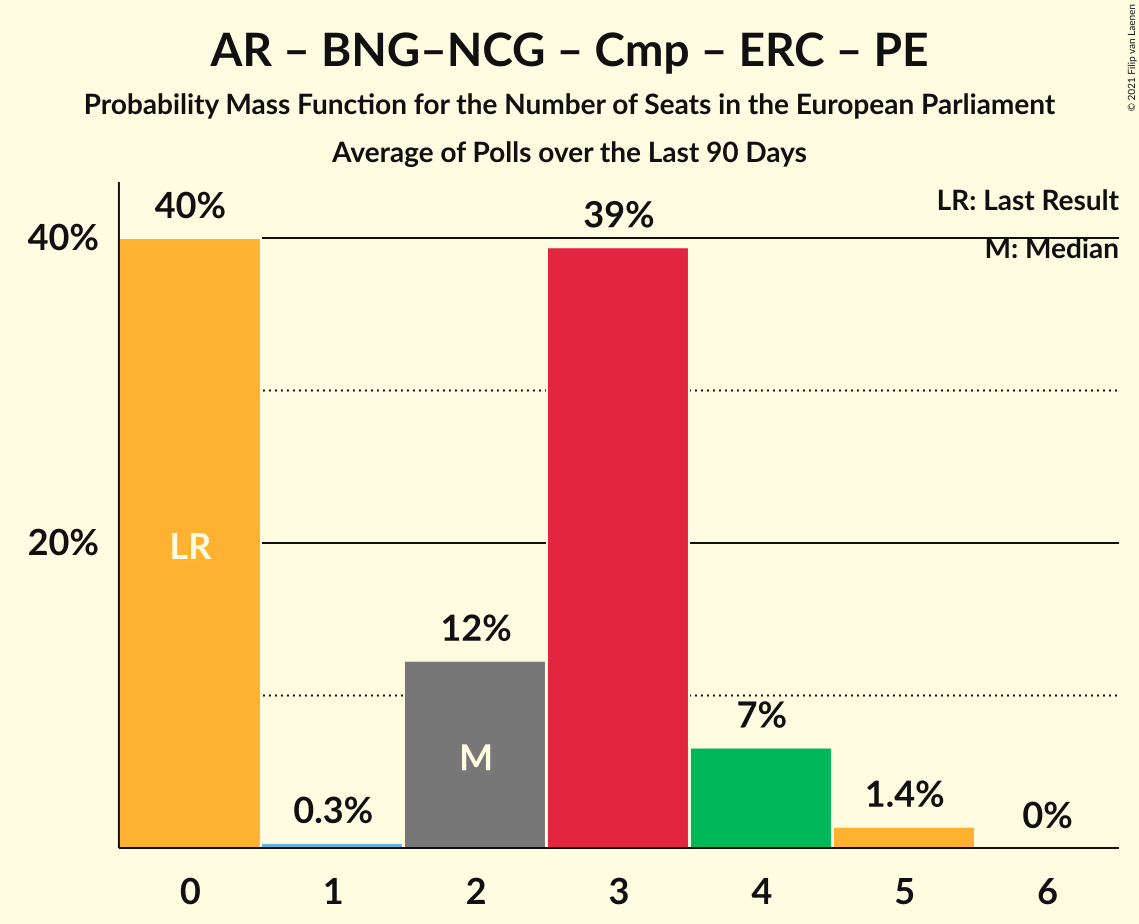 AR – BNG–NCG – Cmp – ERC – PE
Probability Mass Function for the Number of Seats in the European Parliament
Average of Polls over the Last 90 Days
© 2021 Filip van Laenen
LR: Last Result
M: Median
40%
20%
40%
0.3%
12%
39%
7%
1.4%
0%
LR
M
0 1 2 3 4 5 6